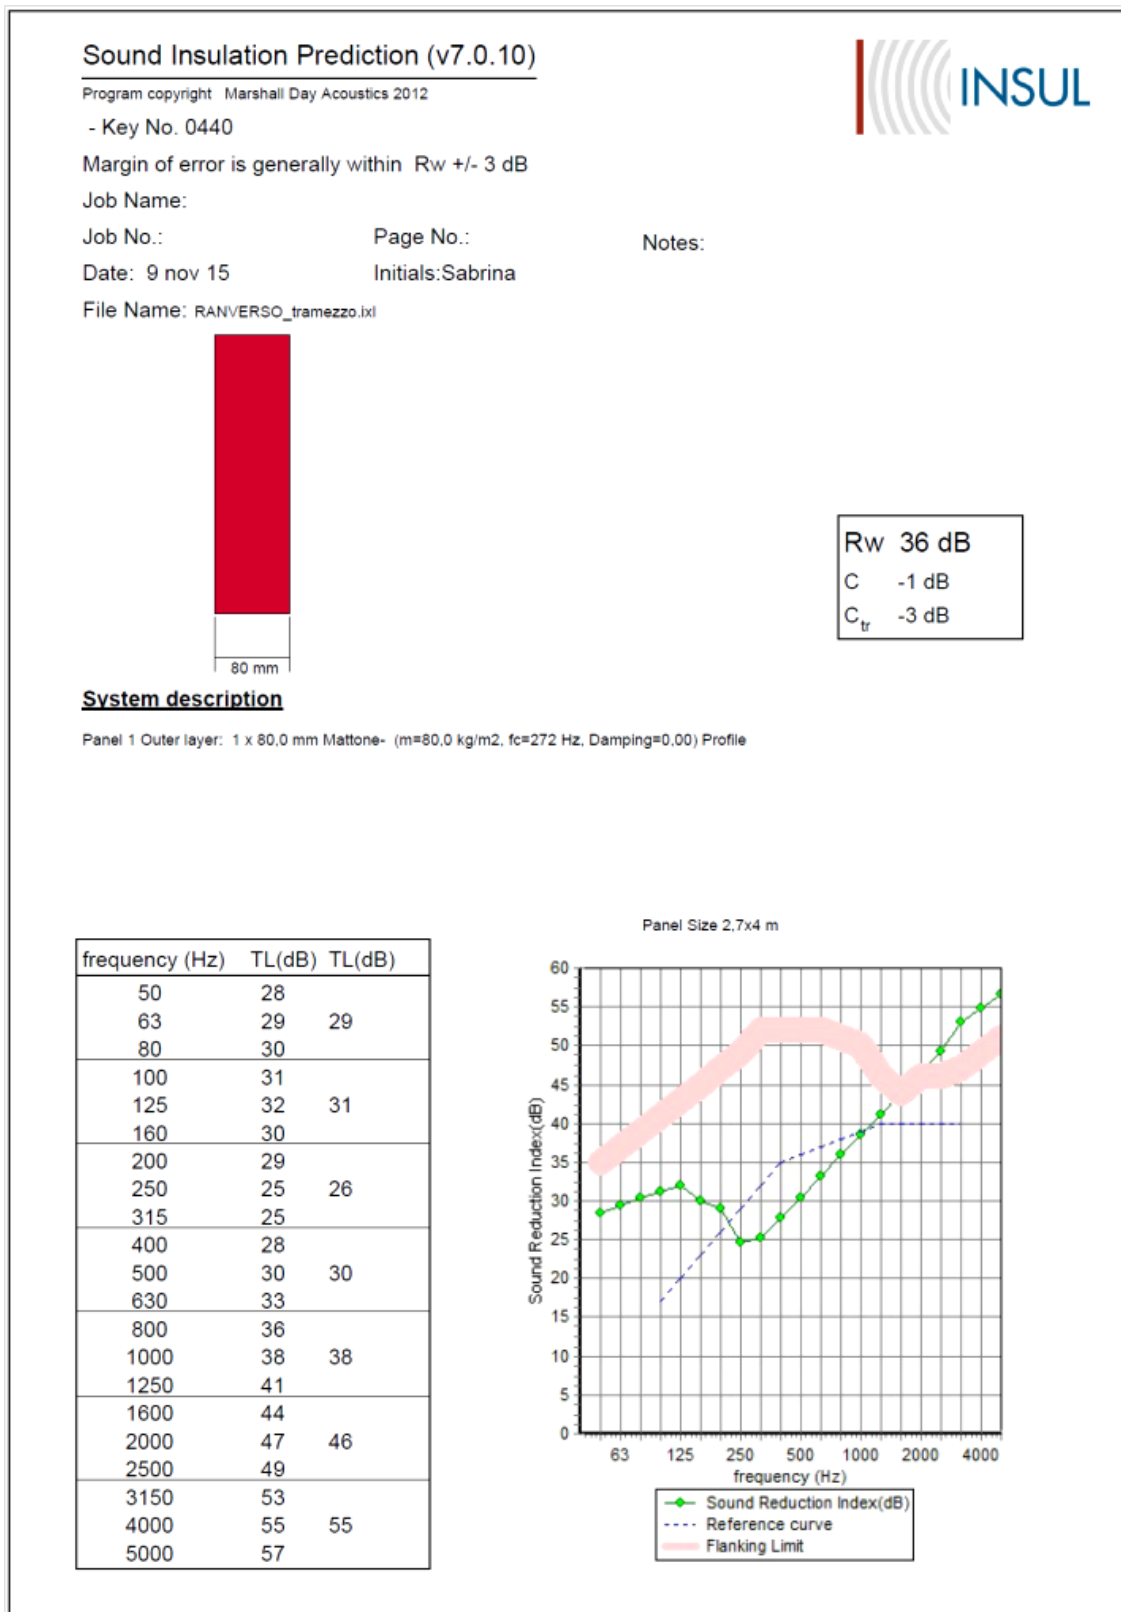 Sound Insulation Prediction (v7.0.10)
INSUL
Program copyright Marshall Day Acoustics 2012
- Key No. 0440
Margin of error is generally within Rw +/- 3 dB
Job Name:
Job No.: Page No.: Notes:
Date: 9 nov 15 Initials:Sabrina
File Name: RANVERSO_tramezzo.ixl
80 mm
Rw 36 dB
C -1 dB
Ctr -3 dB
System description
Panel 1 Outer layer: 1 x 80,0 mm Mattone- (m=80,0 kg/m2, fc=272 Hz, Damping=0,00) Profile
frequency (Hz) TL(dB) TL(dB)
50 28
63 29 29
80 30
100 31
125 32 31
160 30
200 29
250 25 26
315 25
400 28
500 30 30
630 33
800 36
1000 38 38
1250 41
1600 44
2000 47 46
2500 49
3150 53
4000 55 55
5000 57
Panel Size 2,7x4 m
Sound Reduction Index(dB)
60
55
50
45
40
35
30
25
20
15
10
5
0
63 125 250 500 1000 2000 4000
frequency (Hz)
Sound Reduction Index(dB)
Reference curve
Flanking Limit